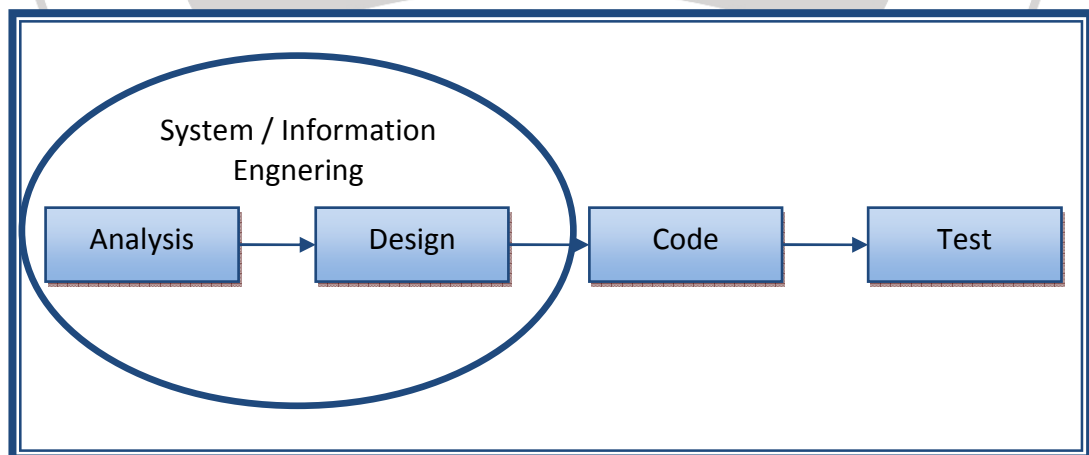 System / Information
Engnering
Analysis
Design
Code
Test